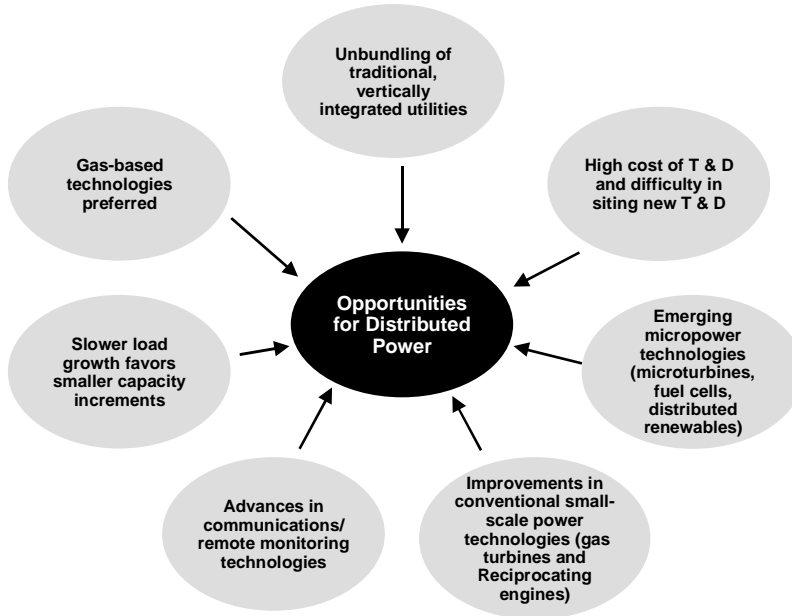 Unbundling of
traditional,
vertically
integrated utilities
Gas-based
technologies
preferred
High cost of T & D
and difficulty in
siting new T & D
Opportunities
for Distributed
Power
Slower load
growth favors
smaller capacity
increments
Emerging
micropower
technologies
(microturbines,
fuel cells,
distributed
renewables)
Advances in
communications/
remote monitoring
technologies
Improvements in
conventional small-
scale power
technologies (gas
turbines and
Reciprocating
engines)